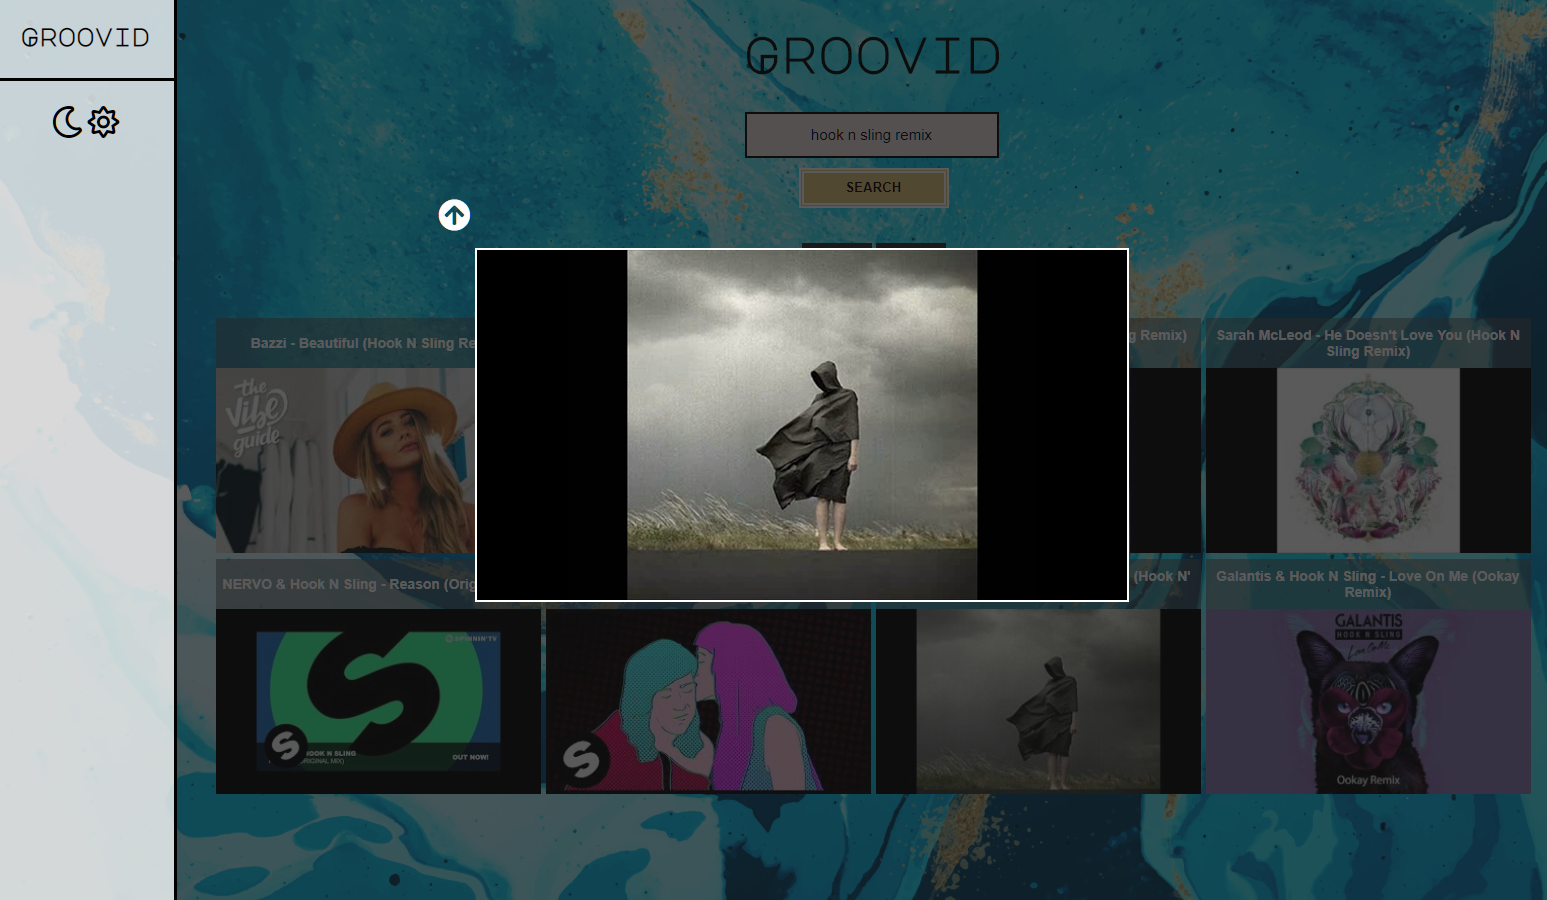 GROOVID
GROOVID
hook n sling remix
SEARCH
Bazzi - Beautiful (Hook N Sling Re
g Remix)
Sarah McLeod - He Doesn't Love You (Hook N
Sling Remix)
the
Vibe
guide
NERVO & Hook N Sling - Reason (Orig
(Hook N'
Galantis & Hook N Sling - Love On Me (Ookay
Remix)
SPINNIN' TV
HOOK N SLING
RIGINAL MIX)
OUT NOW!
S
S
GALANTIS
HOOK N SLING
Love On Me
Ookay Remix